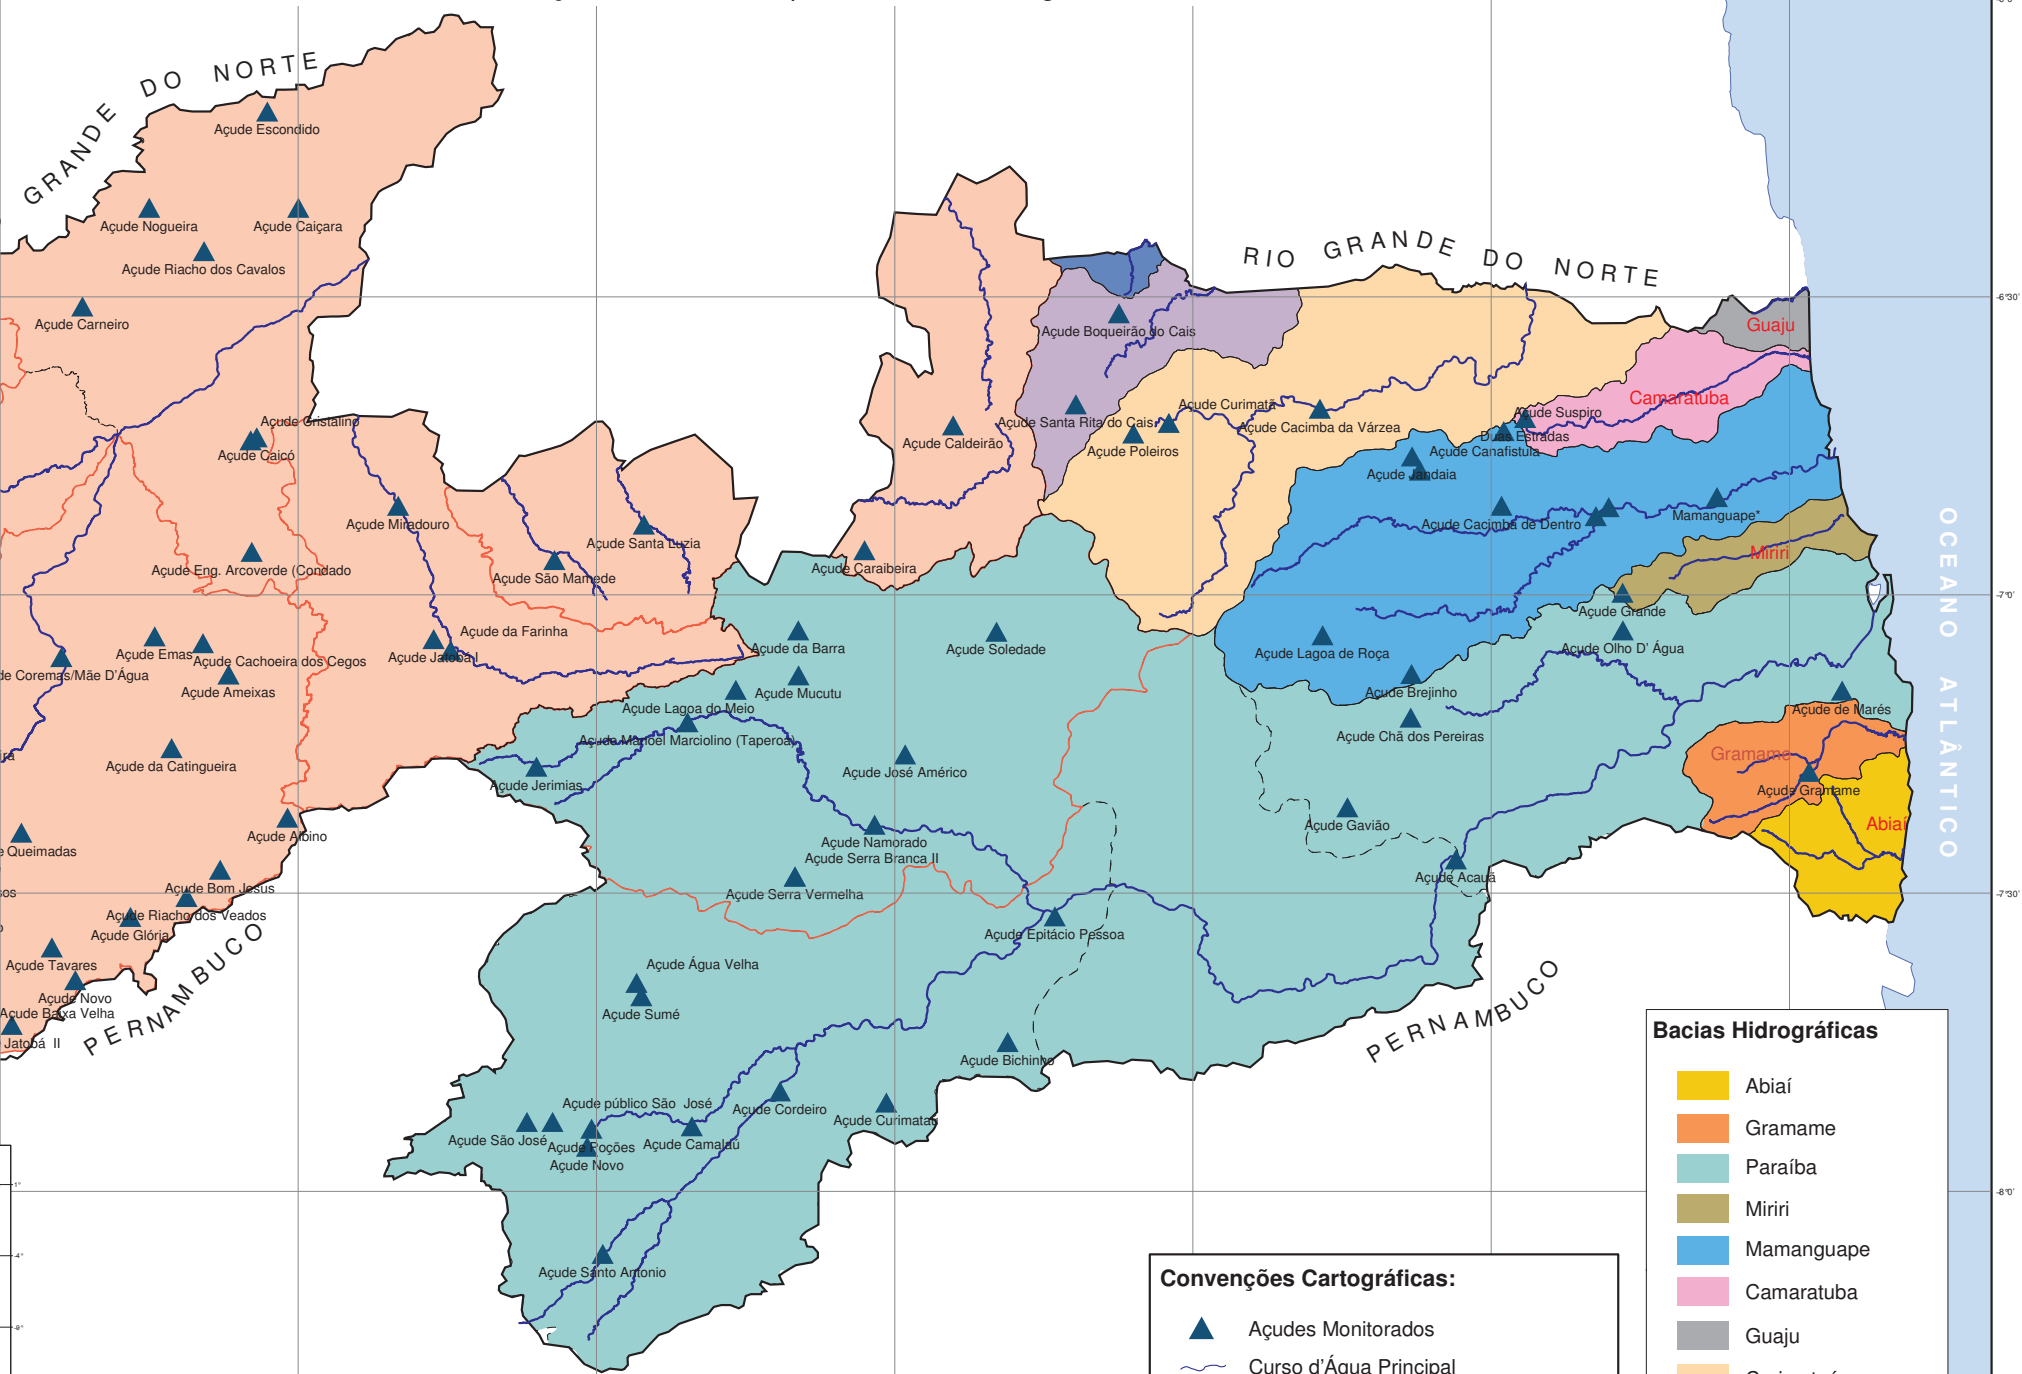 GRANDE DO NORTE
Açude Escondido
Açude Nogueira
Açude Caiçara
Açude Riacho dos Cavalos
Açude Carneiro
RIO GRANDE DO NORTE
-6°30'
Guaju
Açude Boqueirão do Cais
Camaratuba
Açude Cristalino
Açude Caicó
Açude Caldeirão
Açude Santa Rita do Cais
Açude Curimatã
Açude Poleiros
Açude Cacimba da Várzea
Açude Suspiro
Duas Estradas
Açude Canafistula
Açude Jandaia
Açude Miradouro
Açude Santa Luzia
Açude Cacimba de Dentro
Mamanguape*
Miriri
Açude Eng. Arcoverde (Condado
Açude São Mamede
Açude Caraibeira
-7°0'
Açude Grande
Açude da Farinha
Açude Emas
Açude Cachoeira dos Cegos
Açude Jatobá I
Açude da Barra
Açude Soledade
Açude Lagoa de Roça
Açude Olho D' Água
de Coremas/Mãe D'Água
Açude Ameixas
Açude Mucutu
Açude Brejinho
Açude Lagoa do Meio
Açude de Marés
OCEANO ATLÂNTICO
Açude Manoel Marciolino (Taperoá)
Açude Chã dos Pereiras
Gramame
Açude da Catingueira
Açude Jerimias
Açude José Américo
Açude Gramame
Abiaí
Açude Gavião
Açude Albino
Açude Namorado
e Queimadas
Açude Serra Branca II
Açude Serra Vermelha
Açude Acauã
Açude Bom Jesus
-7°30'
Açude Riacho dos Veados
Açude Glória
Açude Epitácio Pessoa
Açude Tavares
Açude Água Velha
Açude Novo
Açude Baixa Velha
Açude Sumé
Jatobá II
PERNAMBUCO
PERNAMBUCO
Açude Bichinho
Açude público São José
Açude Cordeiro
Açude Curimataú
Açude São José
Açude Poções
Açude Camalaú
Açude Novo
-8°0'
Açude Santo Antonio
Bacias Hidrográficas
Abiaí
Gramame
Paraíba
Miriri
Mamanguape
Camaratuba
Guaju
Convenções Cartográficas:
Açudes Monitorados
Curso d'Água Principal